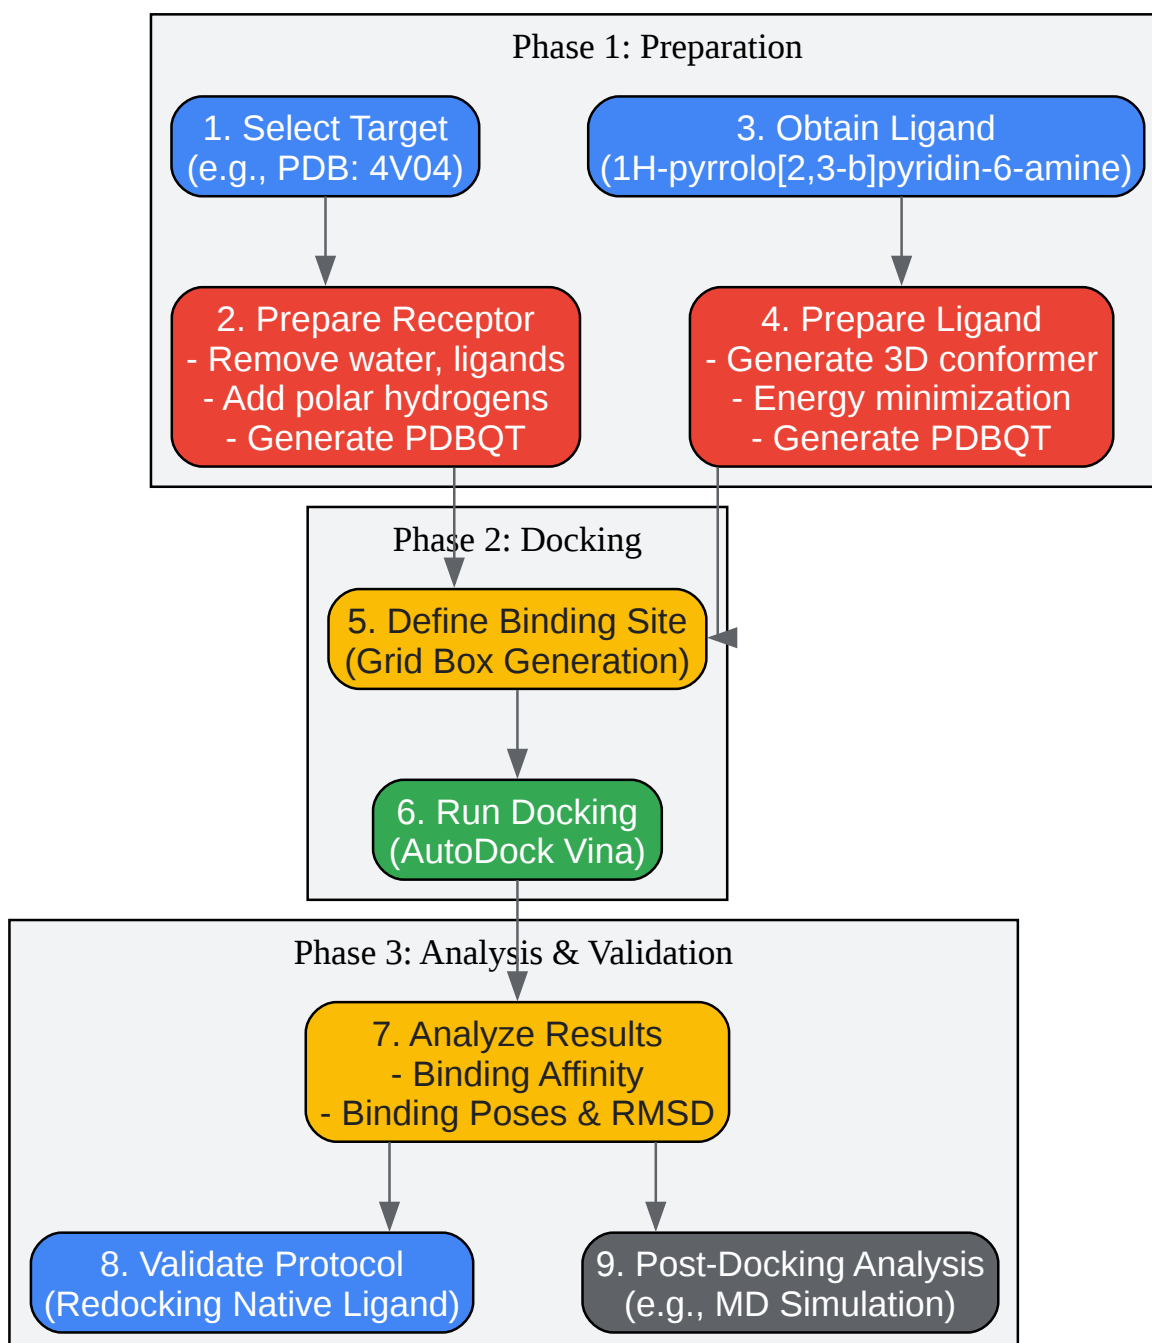 Phase 1: Preparation
1. Select Target
(e.g., PDB: 4V04)
3. Obtain Ligand
(1H-pyrrolo[2,3-b]pyridin-6-amine)
2. Prepare Receptor
- Remove water, ligands
- Add polar hydrogens
- Generate PDBQT
4. Prepare Ligand
- Generate 3D conformer
- Energy minimization
- Generate PDBQT
Phase 2: Docking
5. Define Binding Site
(Grid Box Generation)
6. Run Docking
(AutoDock Vina)
Phase 3: Analysis & Validation
7. Analyze Results
- Binding Affinity
- Binding Poses & RMSD
8. Validate Protocol
(Redocking Native Ligand)
9. Post-Docking Analysis
(e.g., MD Simulation)